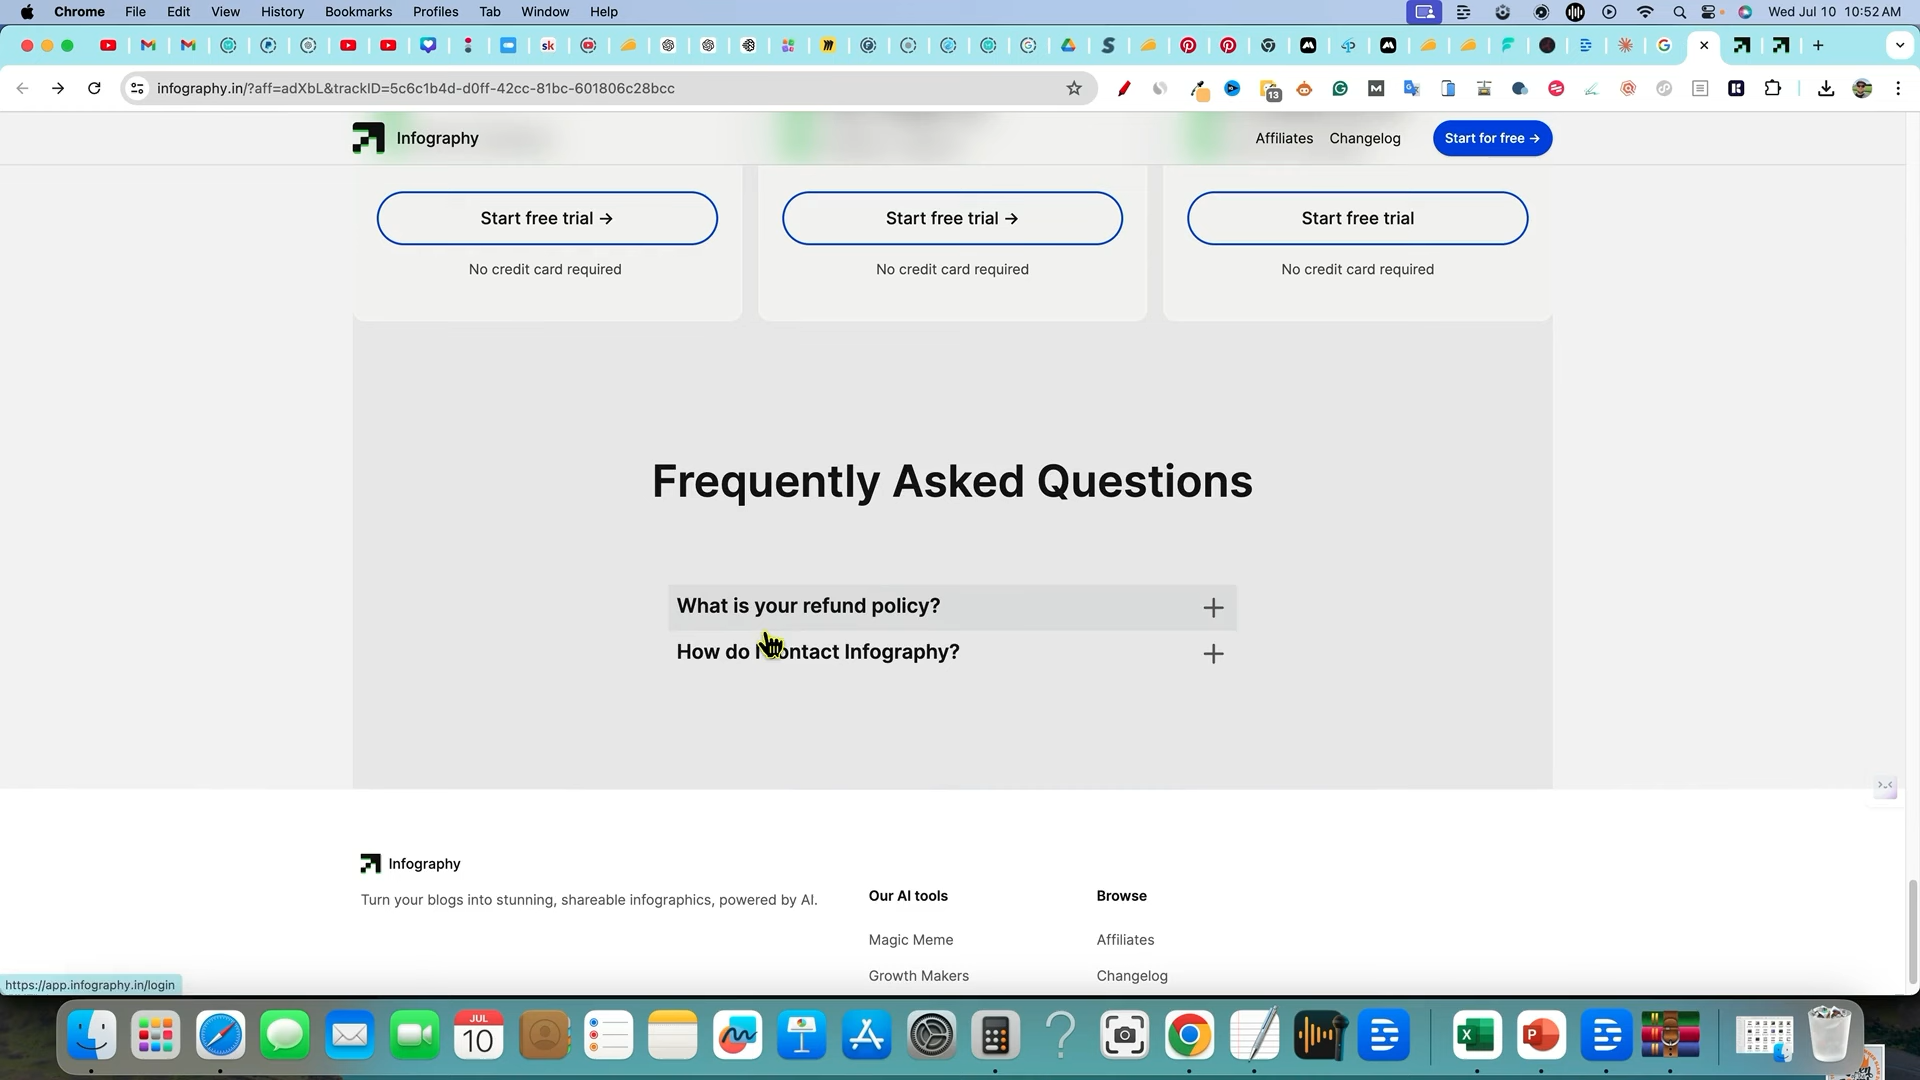 Chrome File Edit View History Bookmarks Profiles Tab Window Help Wed Jul 10 10:52 AM
infography.in/?aff=adXbL&trackID=5c6c1b4d-d0ff-42cc-81bc-601806c28bcc
13
Infography Affiliates Changelog Start for free →
Start free trial → Start free trial → Start free trial
No credit card required No credit card required No credit card required
Frequently Asked Questions
What is your refund policy?
How do I contact Infography?
Infography
Turn your blogs into stunning, shareable infographics, powered by AI.
Our AI tools Browse
Magic Meme Affiliates
Growth Makers Changelog
https://app.infography.in/login
JUL
10